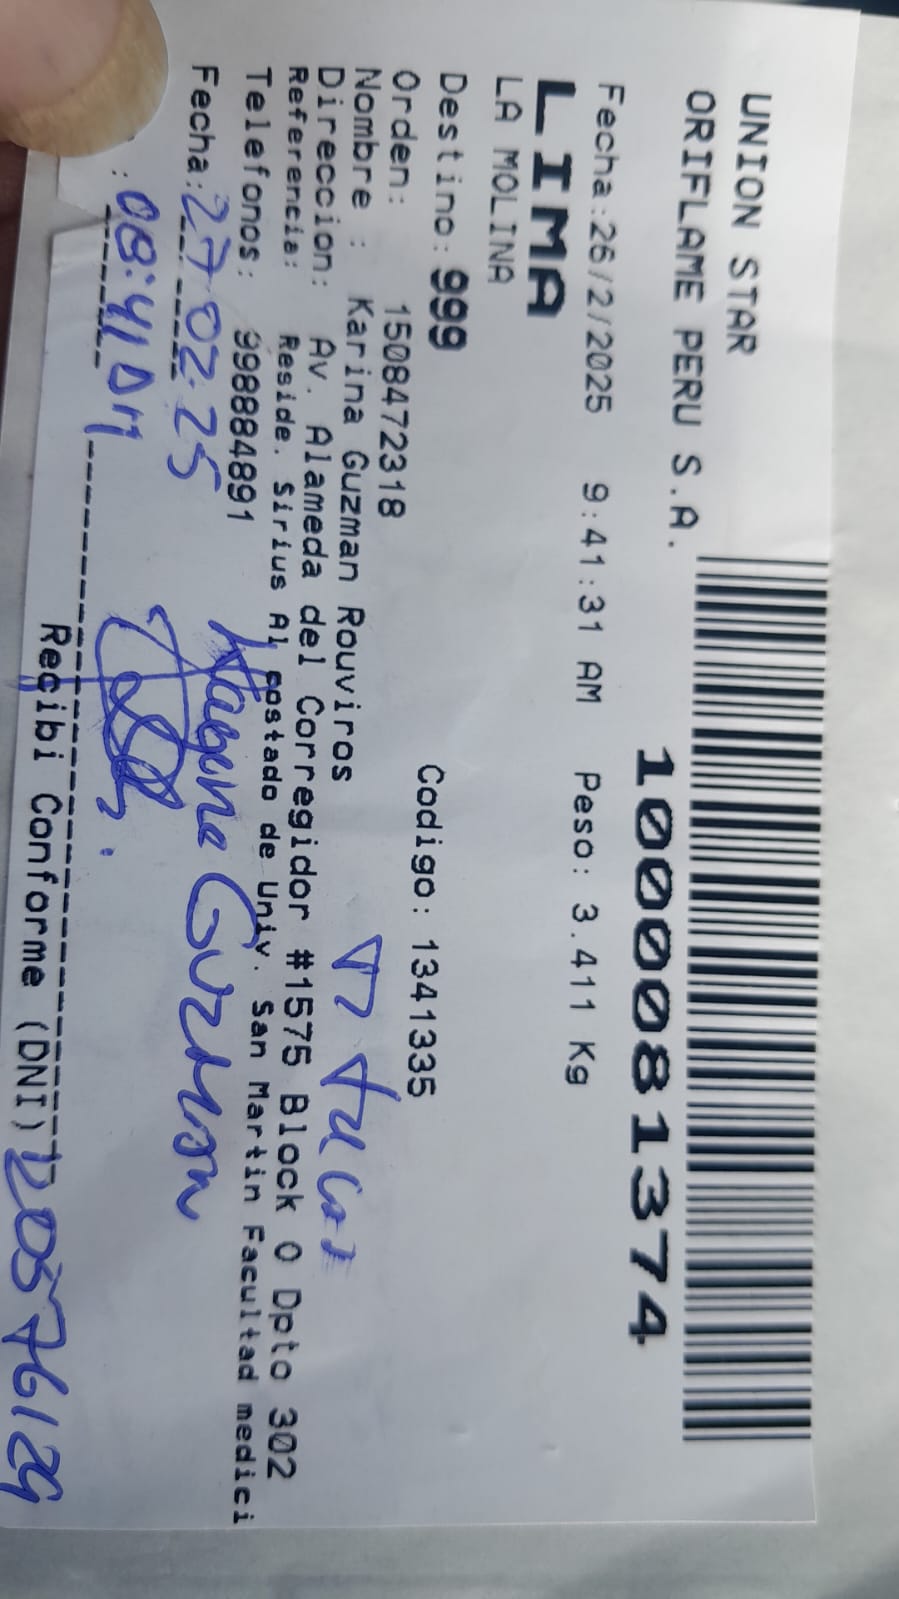 UNION STAR
ORIFLAME PERU S.A.
1000081374
Fecha:26/2/2025 9:41:31 AM Peso: 3.411 Kg
LIMA
LA MOLINA
Destino: 999
Codigo: 1341335
Orden: 1508472318
Nombre : Karina Guzman Rouviros
Direccion: Av. Alameda del Corregidor #1575 Block O Dpto 302
Referencia: Reside. Sirius Al costado de Univ. San Martin Facultad medici
Telefonos: 998884891
Fecha: 27.02.25 Guzman
: 08:41
Recibi Conforme (DNI)